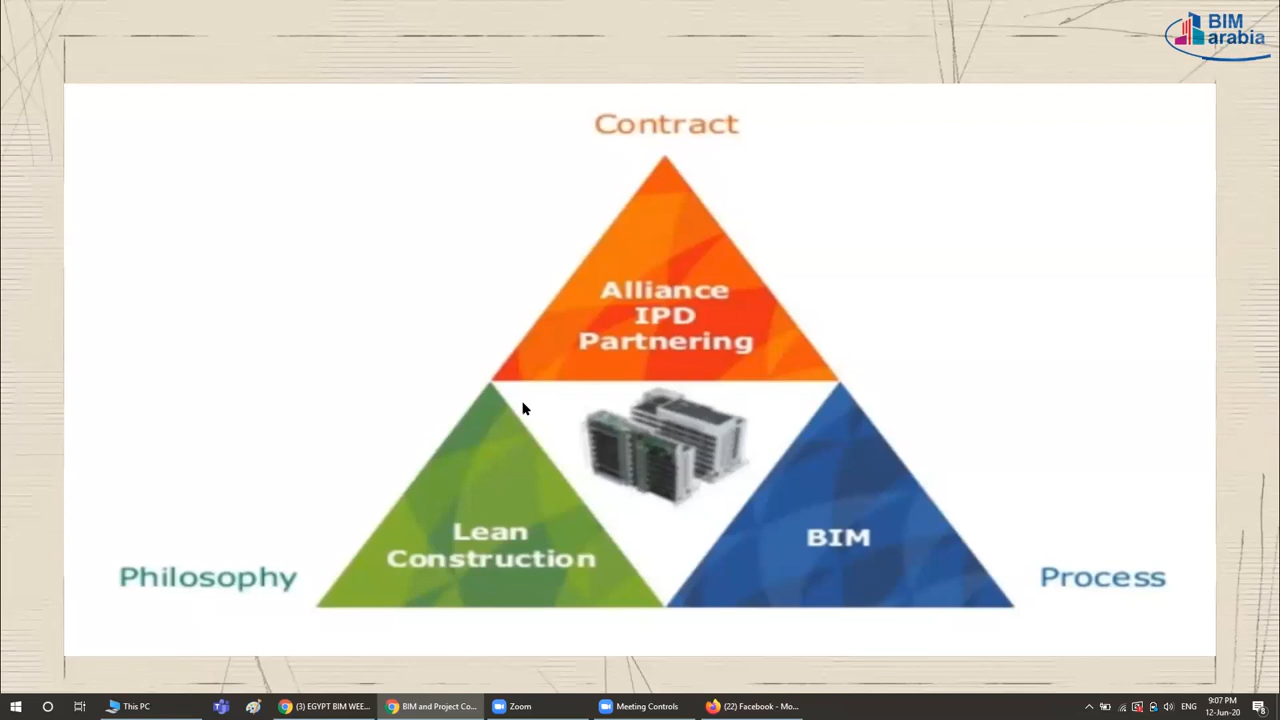 BIM
arabia
Contract
Alliance
IPD
Partnering
Lean
Construction
BIM
Philosophy
Process
This PC
(3) EGYPT BIM WEE...
BIM and Project Co...
Zoom
Meeting Controls
(22) Facebook - Mo...
ENG
9:07 PM
12-Jun-20